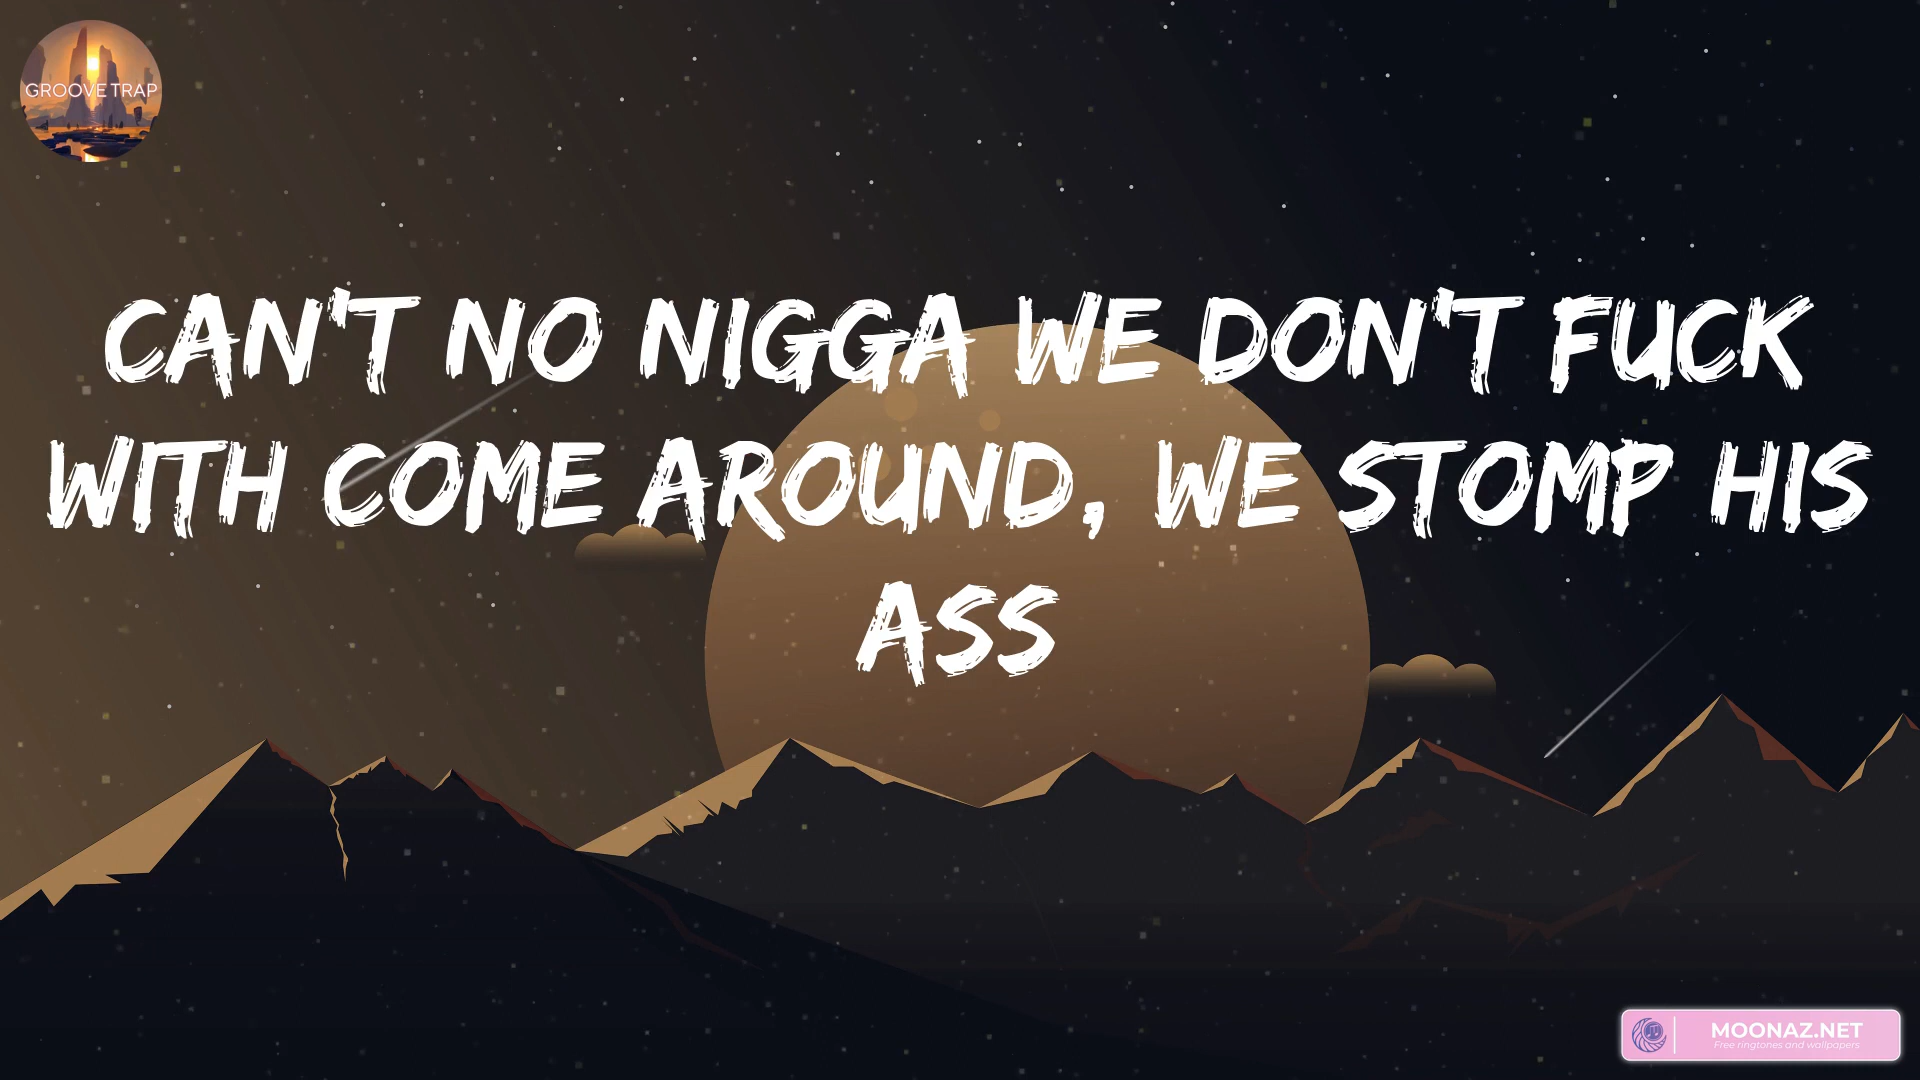 GROOVE TRAP
CAN'T NO NIGGA WE DON'T FUCK
WITH COME AROUND, WE STOMP HIS
ASS
MOONAZ.NET
Free ringtones and wallpapers